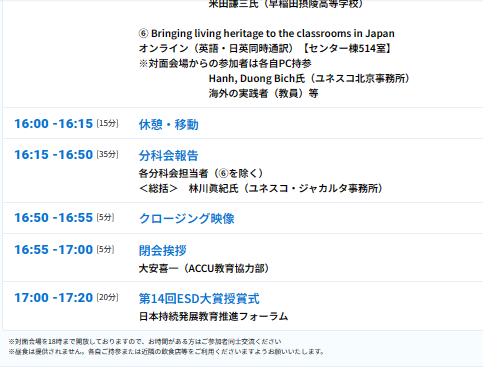 米田謙三氏（早稲田摂陵高等学校）
⑥ Bringing living heritage to the classrooms in Japan
オンライン（英語・日英同時通訳）【センター棟514室】
※対面会場からの参加者は各自PC持参
Hanh, Duong Bich氏（ユネスコ北京事務所）
海外の実践者（教員）等
16:00 -16:15 [15分] 休憩・移動
16:15 -16:50 [35分] 分科会報告
各分科会担当者（⑥を除く）
＜総括＞ 林川眞紀氏（ユネスコ・ジャカルタ事務所）
16:50 -16:55 [5分] クロージング映像
16:55 -17:00 [5分] 閉会挨拶
大安喜一（ACCU教育協力部）
17:00 -17:20 [20分] 第14回ESD大賞授賞式
日本持続発展教育推進フォーラム
※対面会場を18時まで開放しておりますので、お時間がある方はご参加者同士交流ください
※昼食は提供されません。各自ご持参または近隣の飲食店等をご利用くださいますようお願いいたします。